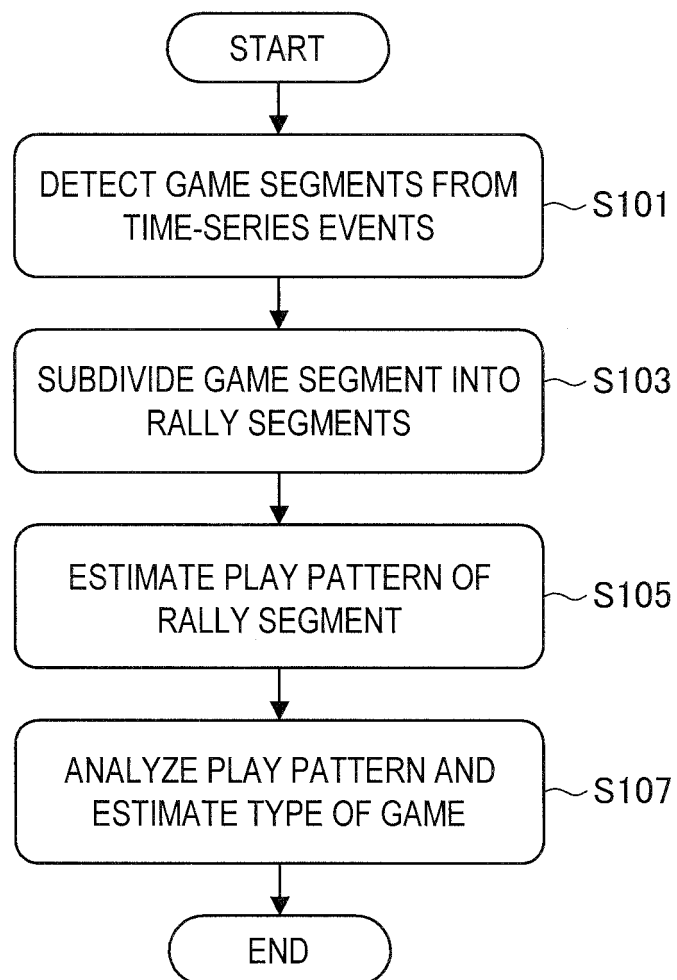 START
DETECT GAME SEGMENTS FROM
TIME-SERIES EVENTS
S101
SUBDIVIDE GAME SEGMENT INTO
RALLY SEGMENTS
S103
ESTIMATE PLAY PATTERN OF
RALLY SEGMENT
S105
ANALYZE PLAY PATTERN AND
ESTIMATE TYPE OF GAME
S107
END